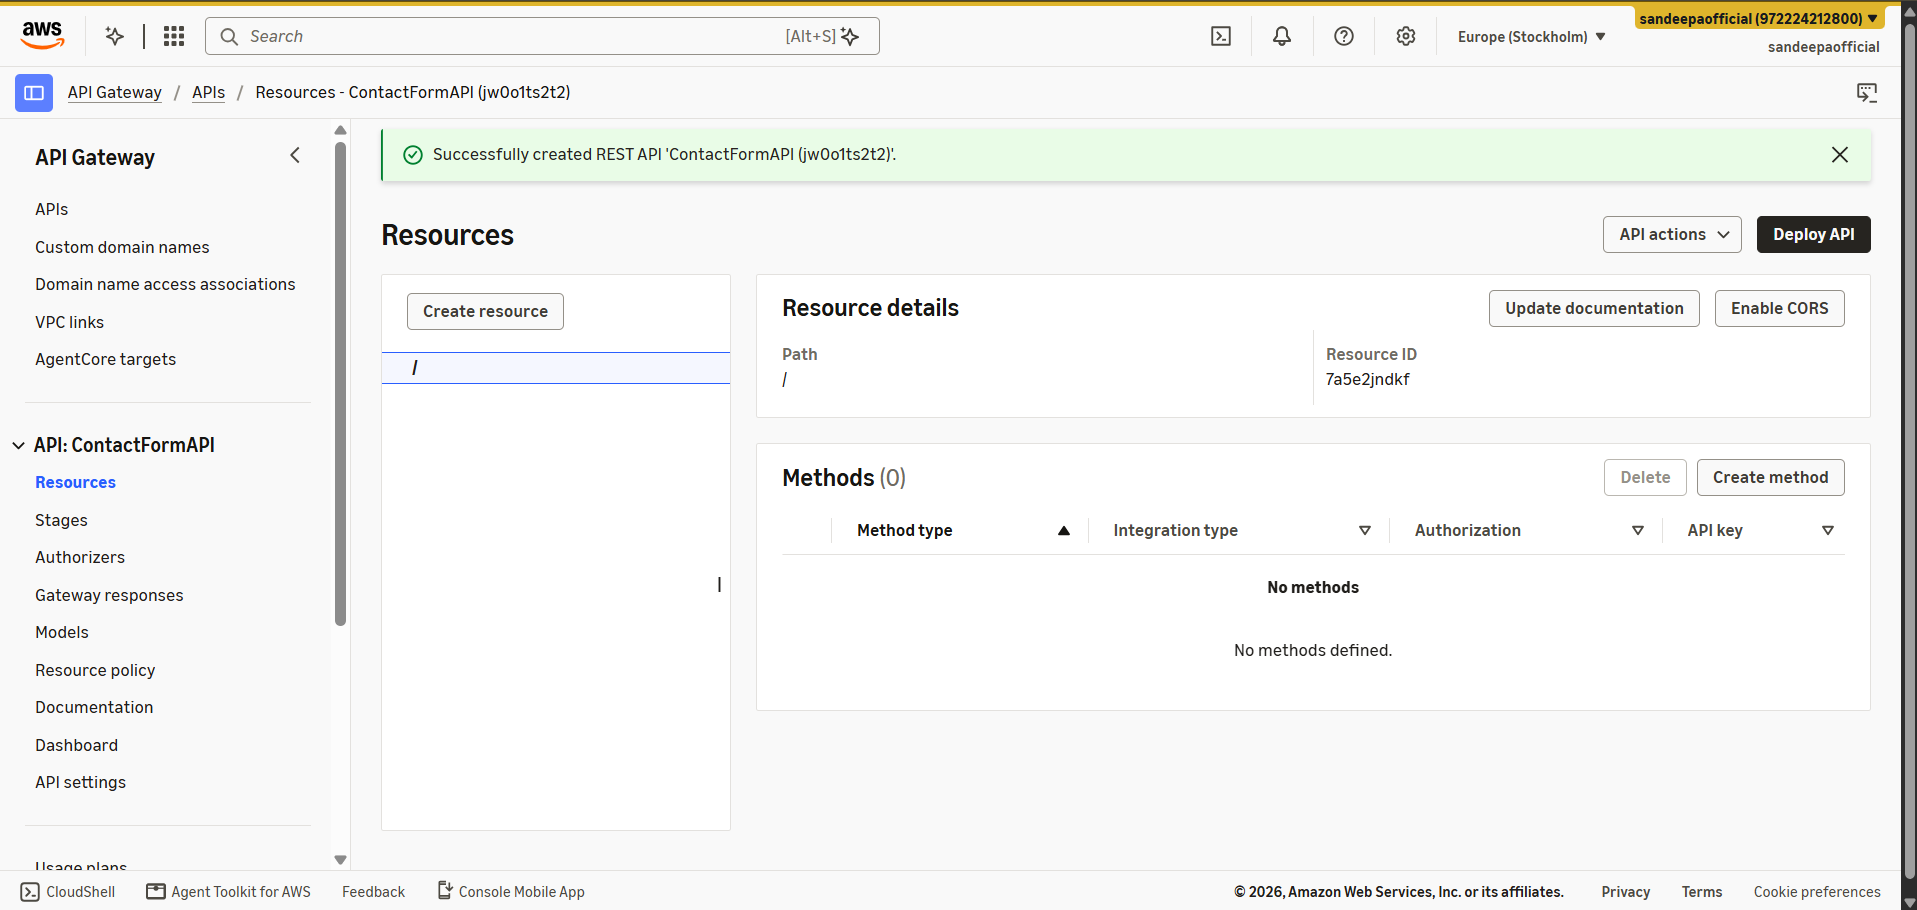 aws
Search [Alt+S]
Europe (Stockholm)
sandeepaofficial (972224212800)
sandeepaofficial
API Gateway / APIs / Resources - ContactFormAPI (jw0o1ts2t2)
API Gateway
APIs
Custom domain names
Domain name access associations
VPC links
AgentCore targets
API: ContactFormAPI
Resources
Stages
Authorizers
Gateway responses
Models
Resource policy
Documentation
Dashboard
API settings
Usage plans
Successfully created REST API 'ContactFormAPI (jw0o1ts2t2)'.
Resources
API actions
Deploy API
Create resource
/
Resource details
Update documentation
Enable CORS
Path
/
Resource ID
7a5e2jndkf
Methods (0)
Delete
Create method
Method type
Integration type
Authorization
API key
No methods
No methods defined.
CloudShell
Agent Toolkit for AWS
Feedback
Console Mobile App
© 2026, Amazon Web Services, Inc. or its affiliates.
Privacy
Terms
Cookie preferences